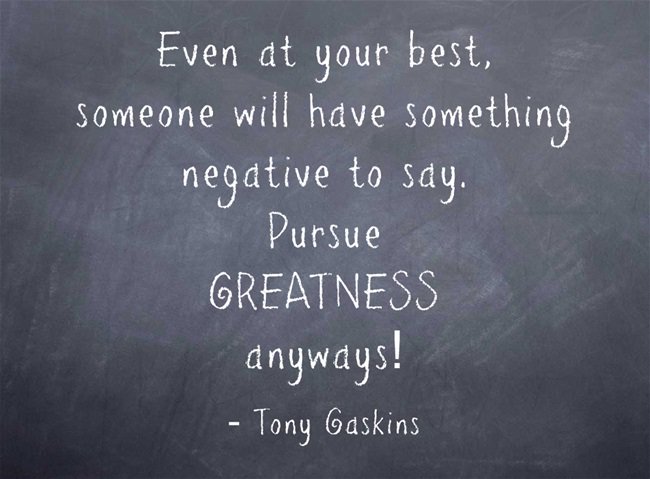 Even at your best,
someone will have something
negative to say.
Pursue
GREATNESS
anyways!
- Tony Gaskins